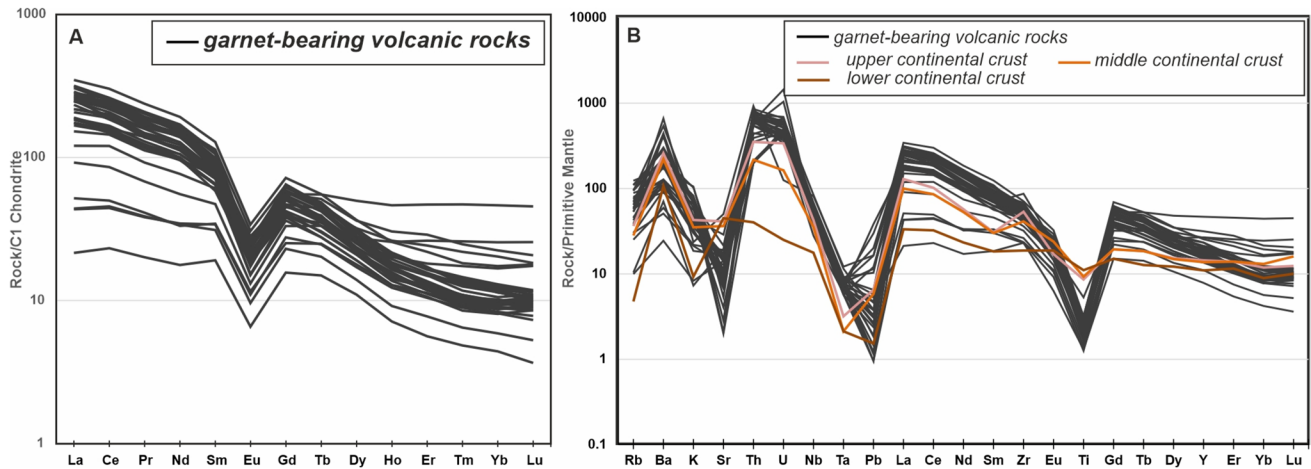 A
garnet-bearing volcanic rocks
Rock/C1 Chondrite
1000
100
10
1
La Ce Pr Nd Sm Eu Gd Tb Dy Ho Er Tm Yb Lu
B
garnet-bearing volcanic rocks
upper continental crust middle continental crust
lower continental crust
Rock/Primitive Mantle
10000
1000
100
10
1
0.1
Rb Ba K Sr Th U Nb Ta Pb La Ce Nd Sm Zr Eu Ti Gd Tb Dy Y Er Yb Lu